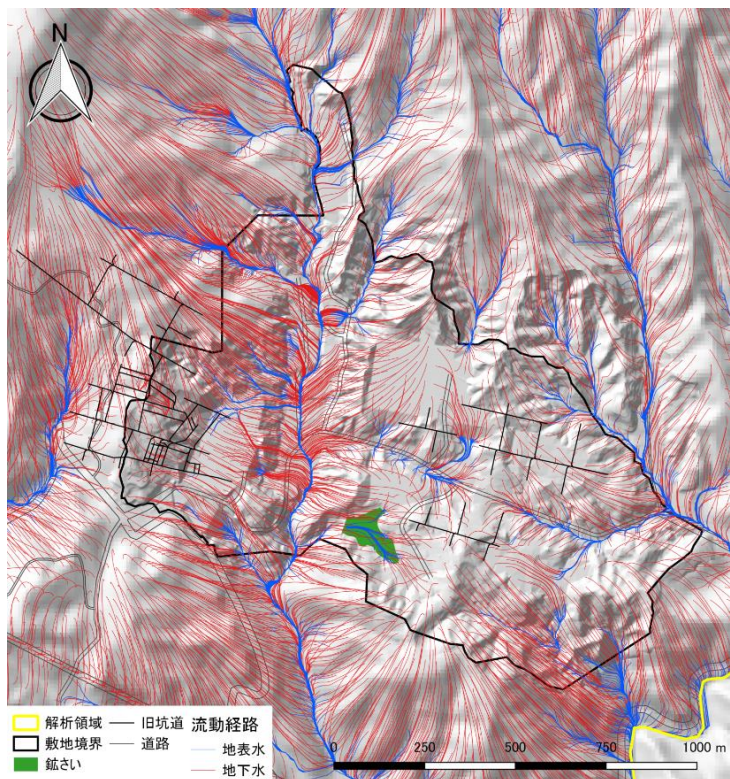 N
解析領域 旧坑道 流動経路
敷地境界 道路 地表水
鉱さい 地下水
0 250 500 750 1000 m